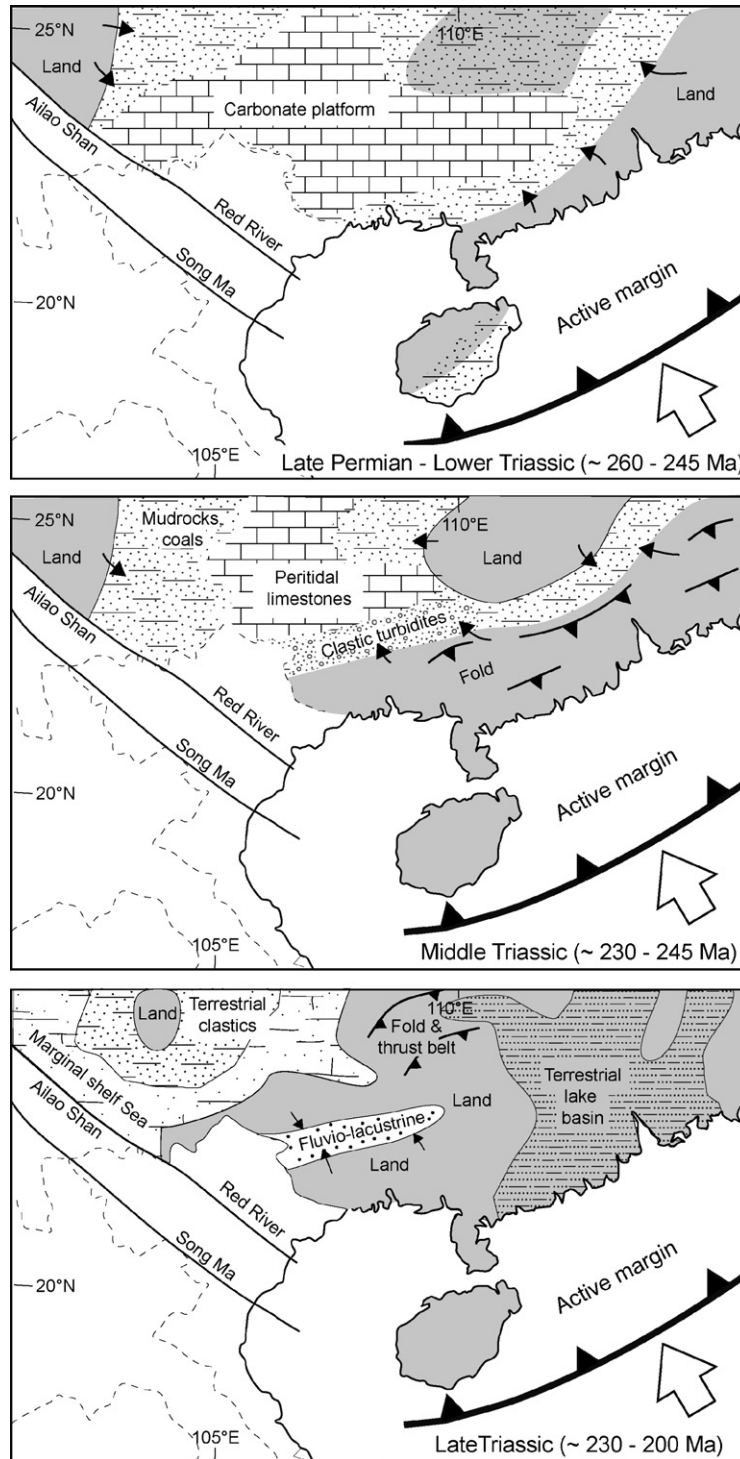 25°N
110°E
Land
Land
Carbonate platform
Ailao Shan
Red River
Song Ma
20°N
Active margin
105°E
Late Permian - Lower Triassic (~ 260 - 245 Ma)
25°N
Mudrocks
coals
110°E
Land
Land
Peritidal
limestones
Ailao Shan
Clastic turbidites
Fold
Red River
Song Ma
20°N
Active margin
105°E
Middle Triassic (~ 230 - 245 Ma)
Land
Terrestrial
clastics
110°E
Fold &
thrust belt
Marginal shelf Sea
Terrestrial
lake
basin
Ailao Shan
Land
Fluvio-lacustrine
Land
Red River
Song Ma
20°N
Active margin
105°E
LateTriassic (~ 230 - 200 Ma)